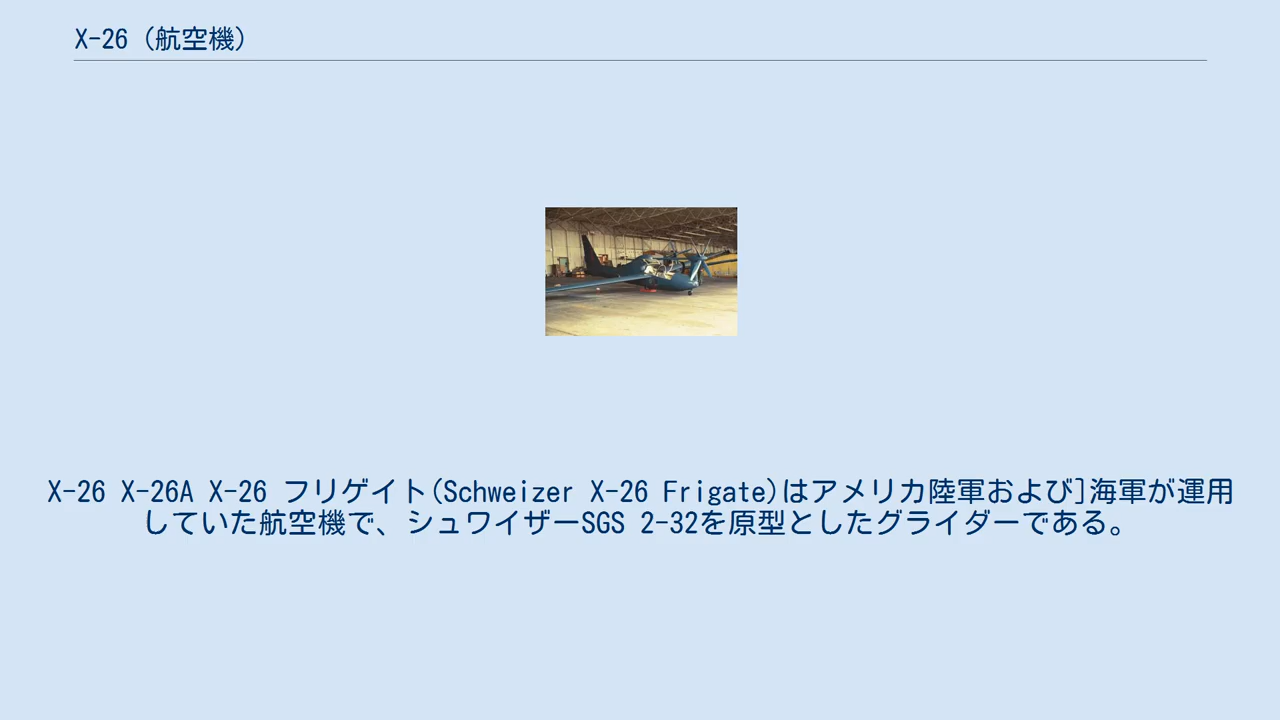 X-26 (航空機)
X-26 X-26A X-26 フリゲイト(Schweizer X-26 Frigate)はアメリカ陸軍および]海軍が運用
していた航空機で、シュワイザーSGS 2-32を原型としたグライダーである。